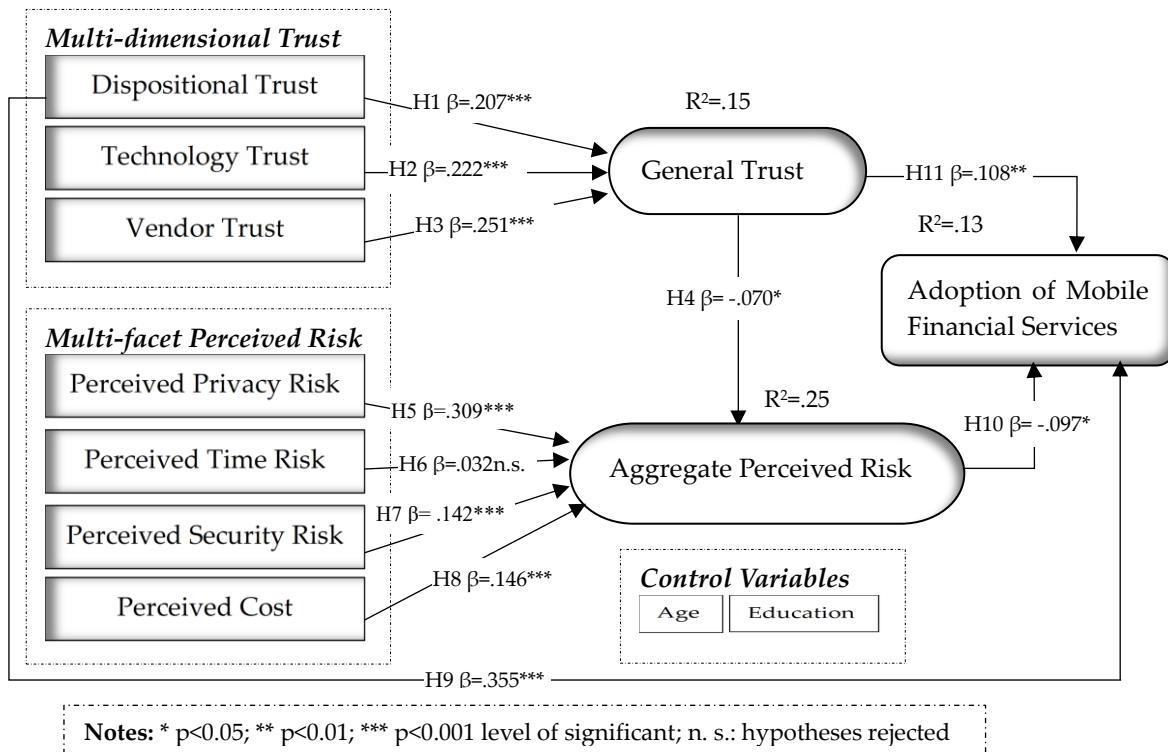 Multi-dimensional Trust
Dispositional Trust
Technology Trust
Vendor Trust
H1 β=.207***
H2 β=.222***
H3 β=.251***
R²=.15
General Trust
H11 β=.108**
R²=.13
H4 β= -.070*
Adoption of Mobile
Financial Services
Multi-facet Perceived Risk
Perceived Privacy Risk
Perceived Time Risk
Perceived Security Risk
Perceived Cost
H5 β=.309***
H6 β=.032n.s.
H7 β= .142***
H8 β=.146***
R²=.25
Aggregate Perceived Risk
H10 β= -.097*
Control Variables
Age
Education
H9 β=.355***
Notes: * p<0.05; ** p<0.01; *** p<0.001 level of significant; n. s.: hypotheses rejected